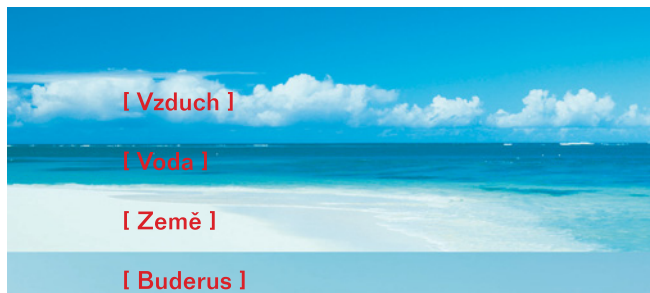 [ Vzduch ]
[ Voda ]
[ Země ]
[ Buderus ]